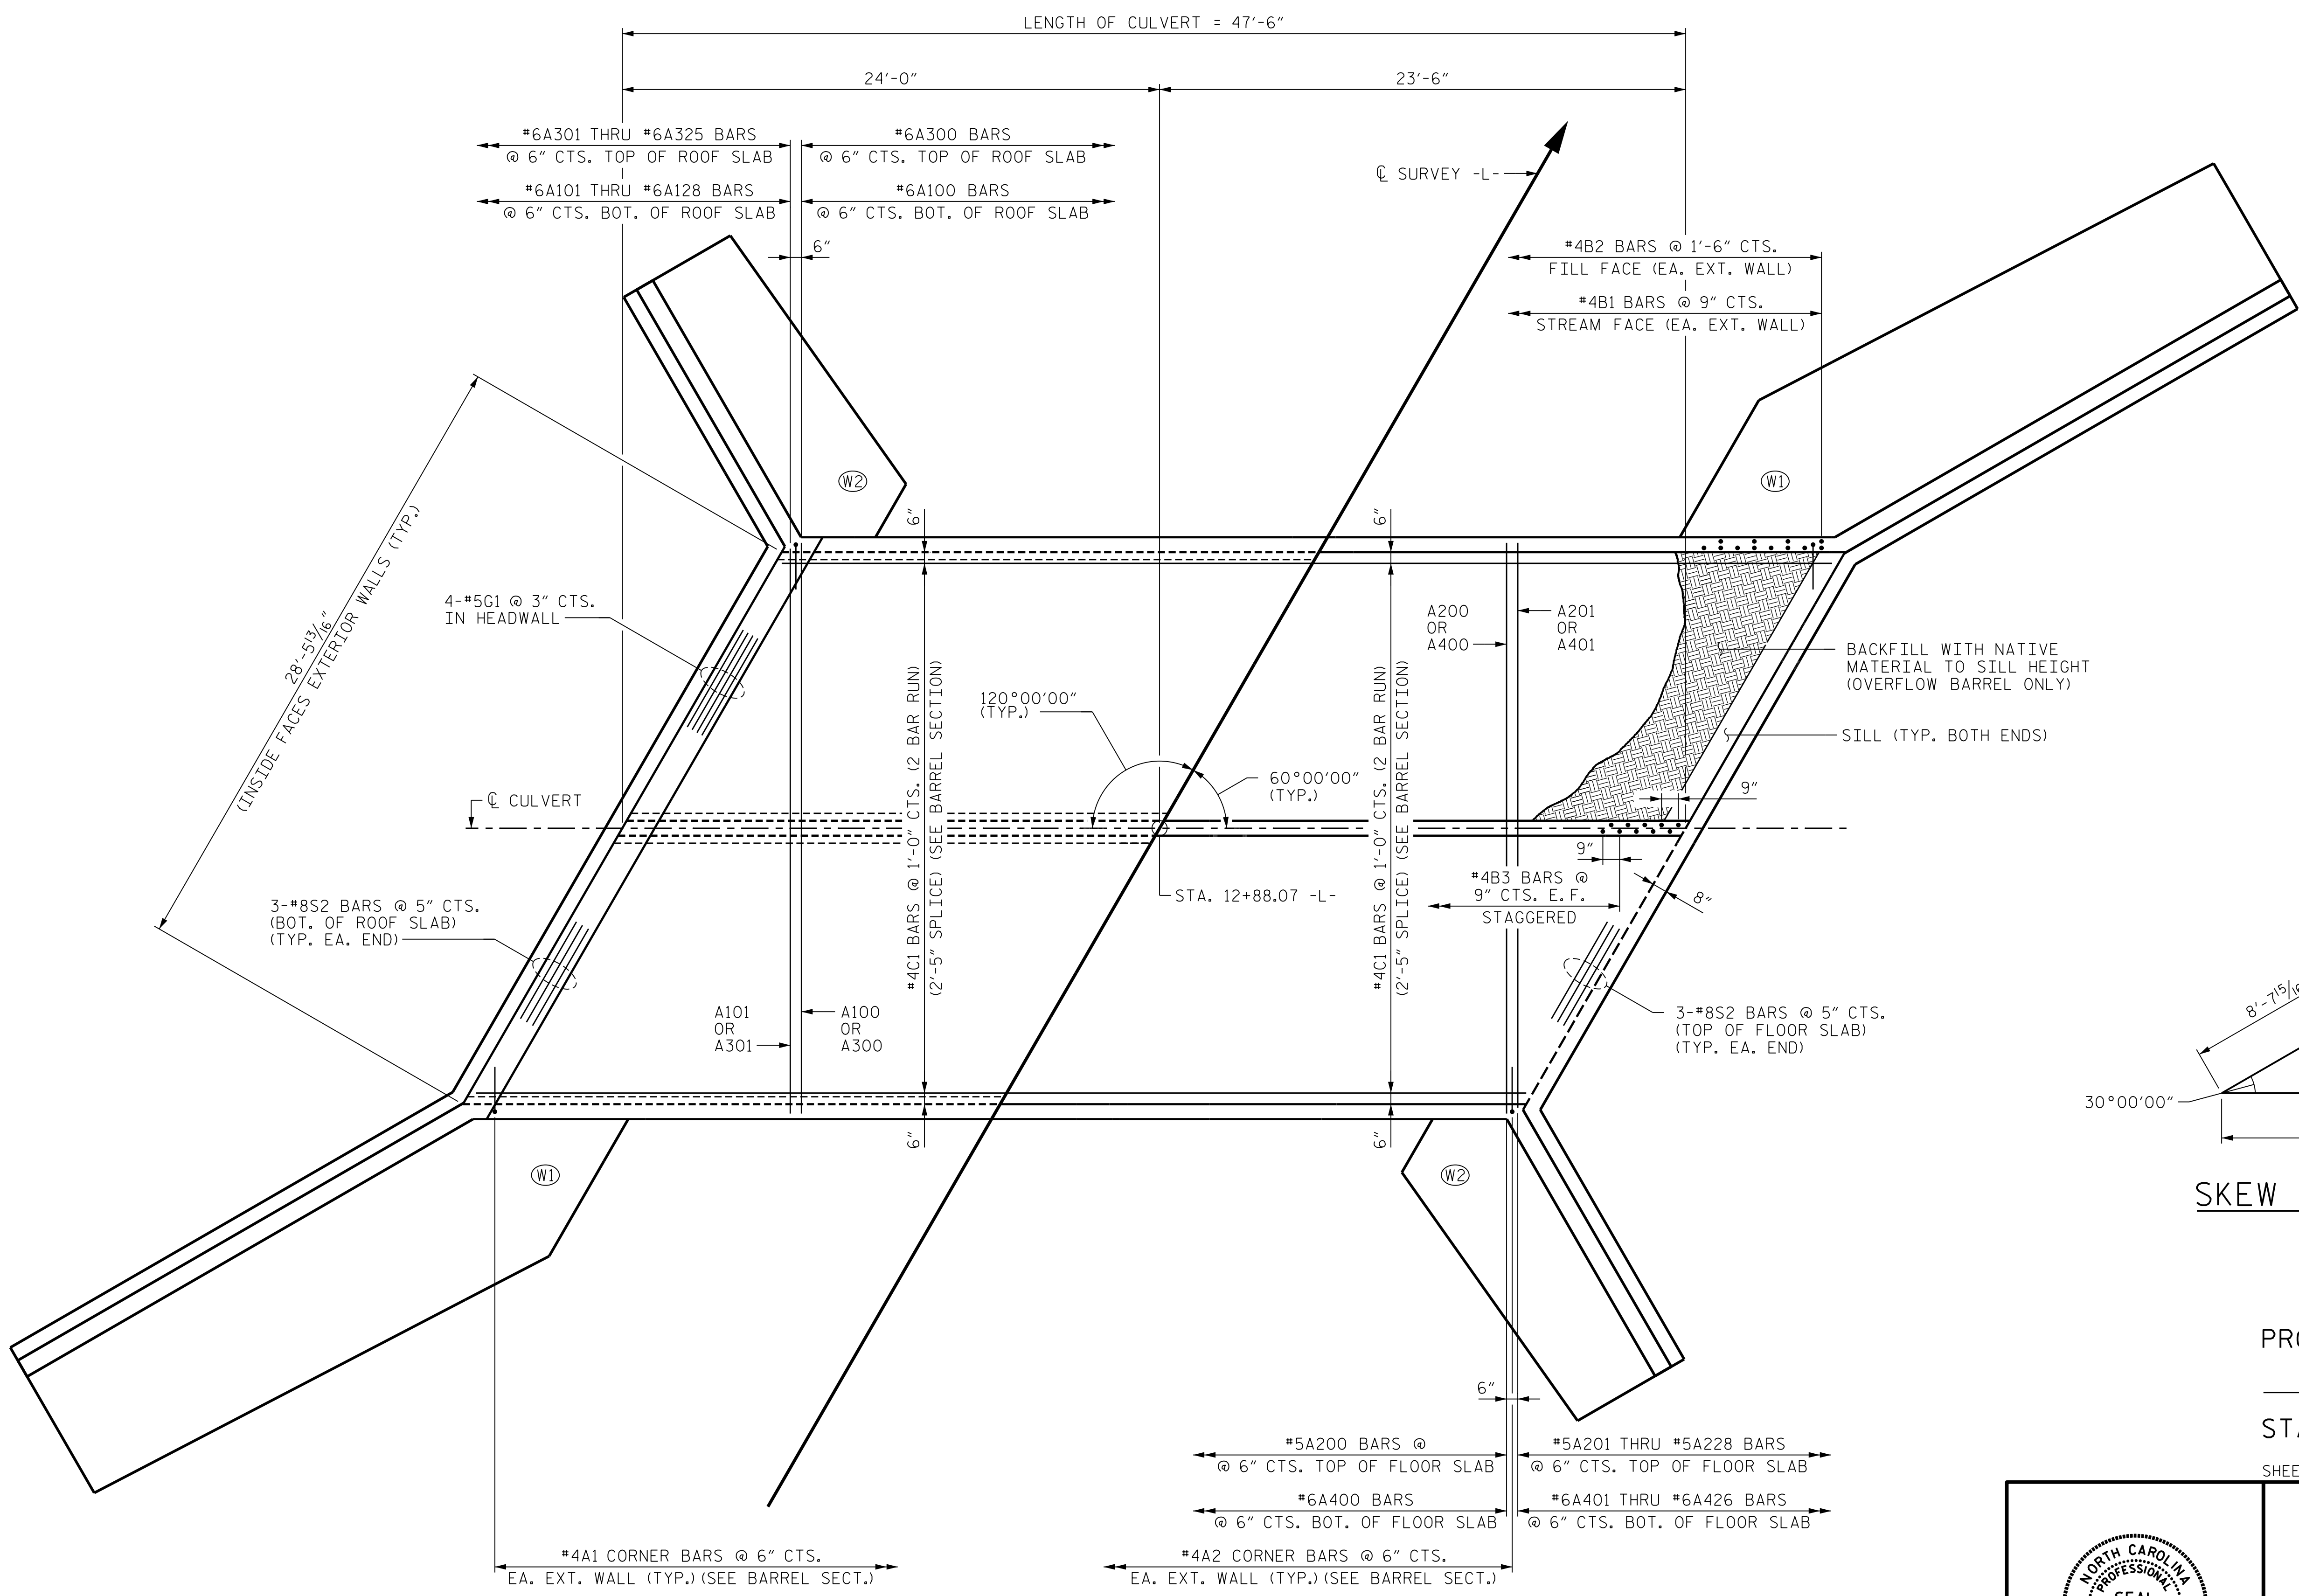 LENGTH OF CULVERT = 47'-6"
24'-0"
23'-6"
#6A301 THRU #6A325 BARS
@ 6" CTS. TOP OF ROOF SLAB
#6A300 BARS
@ 6" CTS. TOP OF ROOF SLAB
#6A101 THRU #6A128 BARS
@ 6" CTS. BOT. OF ROOF SLAB
#6A100 BARS
@ 6" CTS. BOT. OF ROOF SLAB
6"
℄ SURVEY -L-
#4B2 BARS @ 1'-6" CTS.
FILL FACE (EA. EXT. WALL)
#4B1 BARS @ 9" CTS.
STREAM FACE (EA. EXT. WALL)
W2
W1
6"
6"
28'-5 13/16"
(INSIDE FACES EXTERIOR WALLS (TYP.)
4-#5G1 @ 3" CTS.
IN HEADWALL
A200
OR
A400
A201
OR
A401
BACKFILL WITH NATIVE
MATERIAL TO SILL HEIGHT
(OVERFLOW BARREL ONLY)
SILL (TYP. BOTH ENDS)
#4C1 BARS @ 1'-0" CTS. (2 BAR RUN)
(2'-5" SPLICE) (SEE BARREL SECTION)
#4C1 BARS @ 1'-0" CTS. (2 BAR RUN)
(2'-5" SPLICE) (SEE BARREL SECTION)
120°00'00"
(TYP.)
60°00'00"
(TYP.)
℄ CULVERT
9"
9"
STA. 12+88.07 -L-
#4B3 BARS @
9" CTS. E.F.
STAGGERED
8"
3-#8S2 BARS @ 5" CTS.
(BOT. OF ROOF SLAB)
(TYP. EA. END)
A101
OR
A301
A100
OR
A300
3-#8S2 BARS @ 5" CTS.
(TOP OF FLOOR SLAB)
(TYP. EA. END)
8'-7 15/16
30°00'00"
6"
6"
W1
W2
SKEW
PRO
STA
SHEE
6"
#5A200 BARS @
@ 6" CTS. TOP OF FLOOR SLAB
#5A201 THRU #5A228 BARS
@ 6" CTS. TOP OF FLOOR SLAB
#6A400 BARS
@ 6" CTS. BOT. OF FLOOR SLAB
#6A401 THRU #6A426 BARS
@ 6" CTS. BOT. OF FLOOR SLAB
#4A1 CORNER BARS @ 6" CTS.
EA. EXT. WALL (TYP.) (SEE BARREL SECT.)
#4A2 CORNER BARS @ 6" CTS.
EA. EXT. WALL (TYP.) (SEE BARREL SECT.)
NORTH CAROLINA
PROFESSIONAL